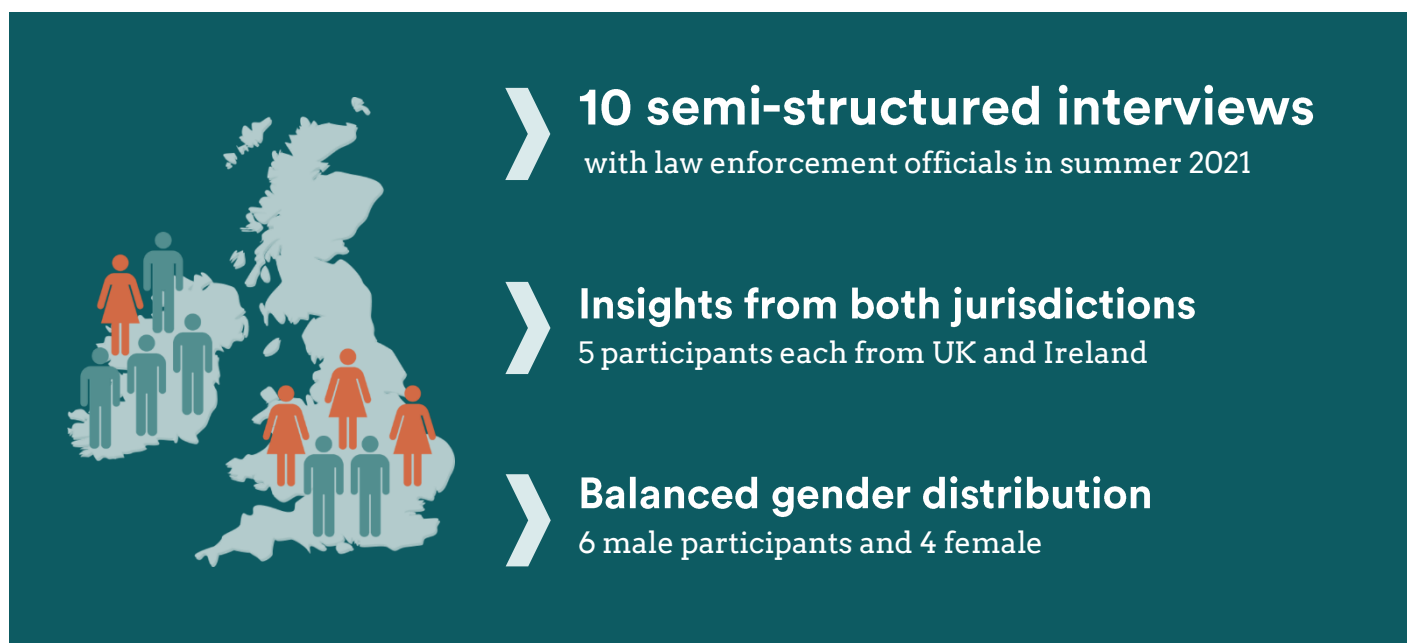 10 semi-structured interviews
with law enforcement officials in summer 2021
Insights from both jurisdictions
5 participants each from UK and Ireland
Balanced gender distribution
6 male participants and 4 female